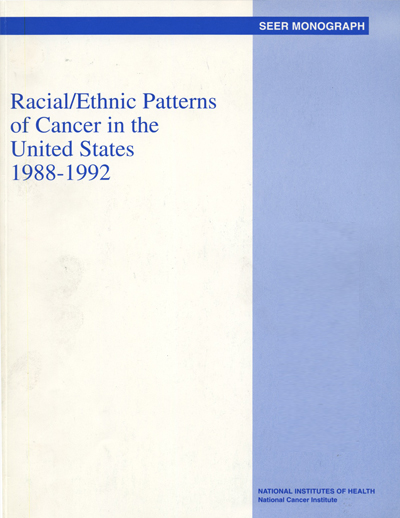 SEER MONOGRAPH
Racial/Ethnic Patterns
of Cancer in the
United States
1988-1992
NATIONAL INSTITUTES OF HEALTH
National Cancer Institute